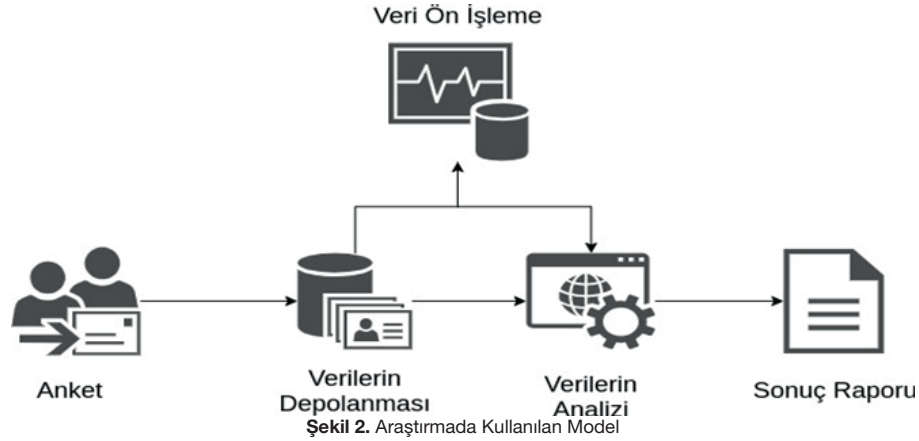 Veri Ön İşleme
Anket
Verilerin
Depolanması
Verilerin
Analizi
Sonuç Raporu
Şekil 2. Araştırmada Kullanılan Model